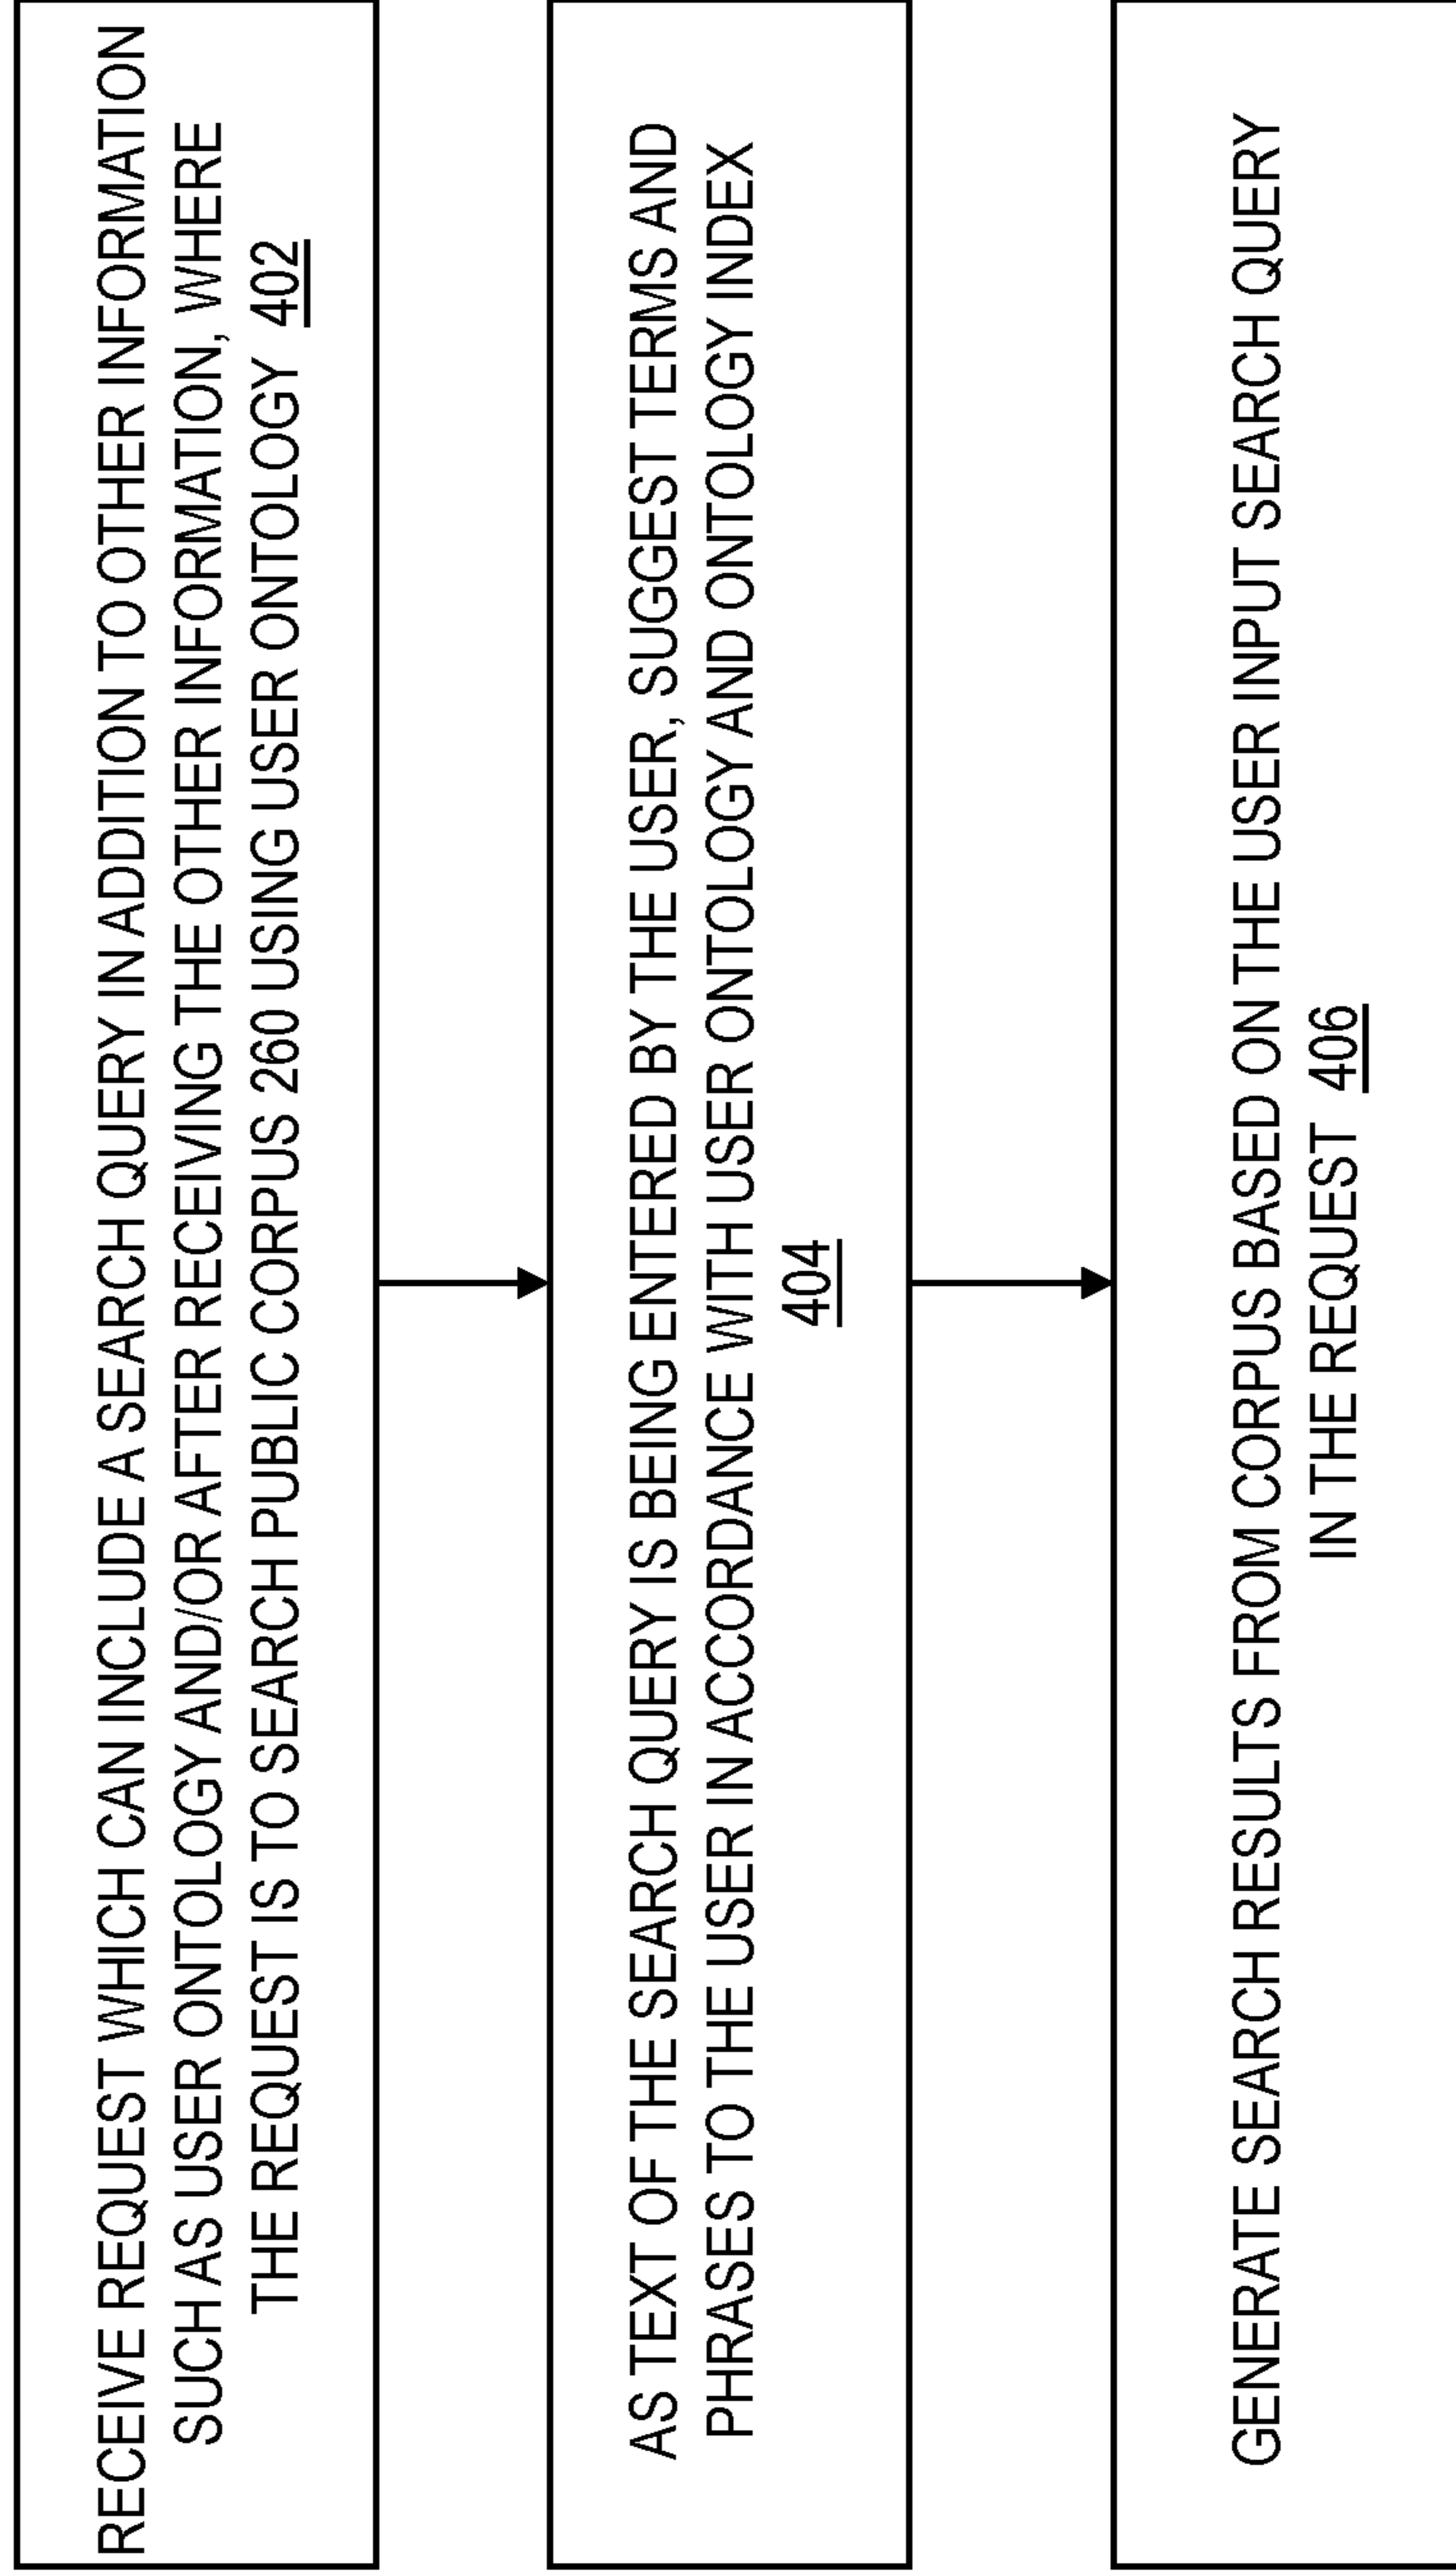 RECEIVE REQUEST WHICH CAN INCLUDE A SEARCH QUERY IN ADDITION TO OTHER INFORMATION
SUCH AS USER ONTOLOGY AND/OR AFTER RECEIVING THE OTHER INFORMATION, WHERE
THE REQUEST IS TO SEARCH PUBLIC CORPUS 260 USING USER ONTOLOGY 402
AS TEXT OF THE SEARCH QUERY IS BEING ENTERED BY THE USER, SUGGEST TERMS AND
PHRASES TO THE USER IN ACCORDANCE WITH USER ONTOLOGY AND ONTOLOGY INDEX
404
GENERATE SEARCH RESULTS FROM CORPUS BASED ON THE USER INPUT SEARCH QUERY
IN THE REQUEST 406